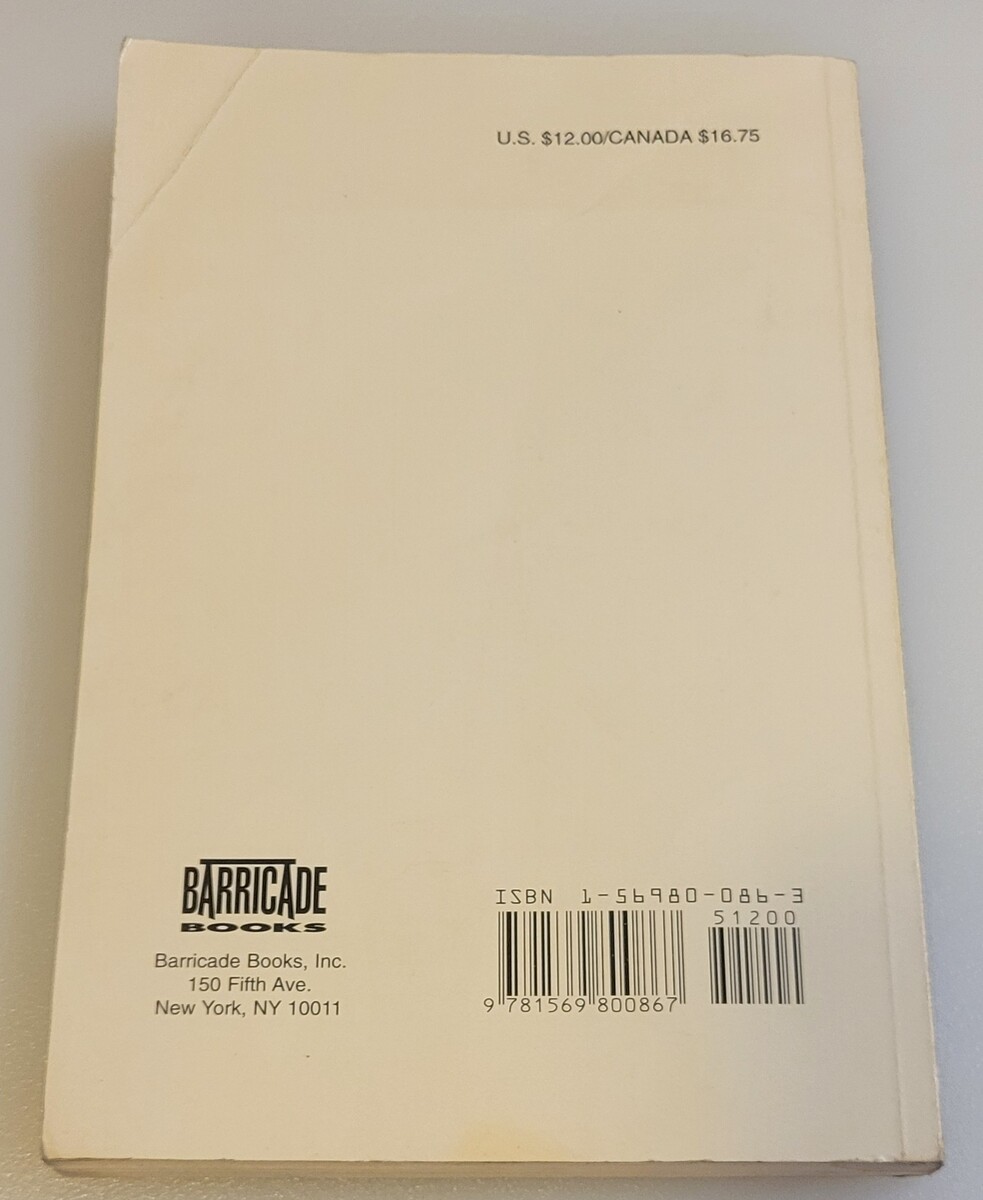 U.S. $12.00/CANADA $16.75
BARRICADE
BOOKS
Barricade Books, Inc.
150 Fifth Ave.
New York, NY 10011
ISBN 1-56980-086-3
51200
9 781569 800867